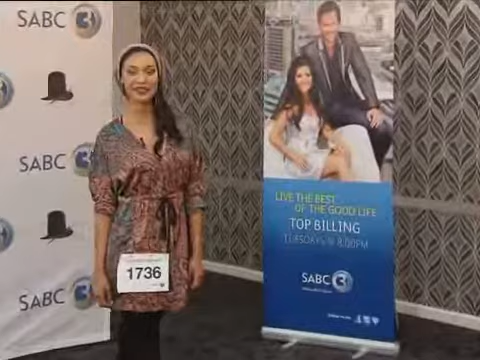 SABC 3
SABC 3
SABC 3
1736
LIVE THE BEST
OF THE GOOD LIFE
TOP BILLING
TUESDAYS @ 8.00PM
SABC 3